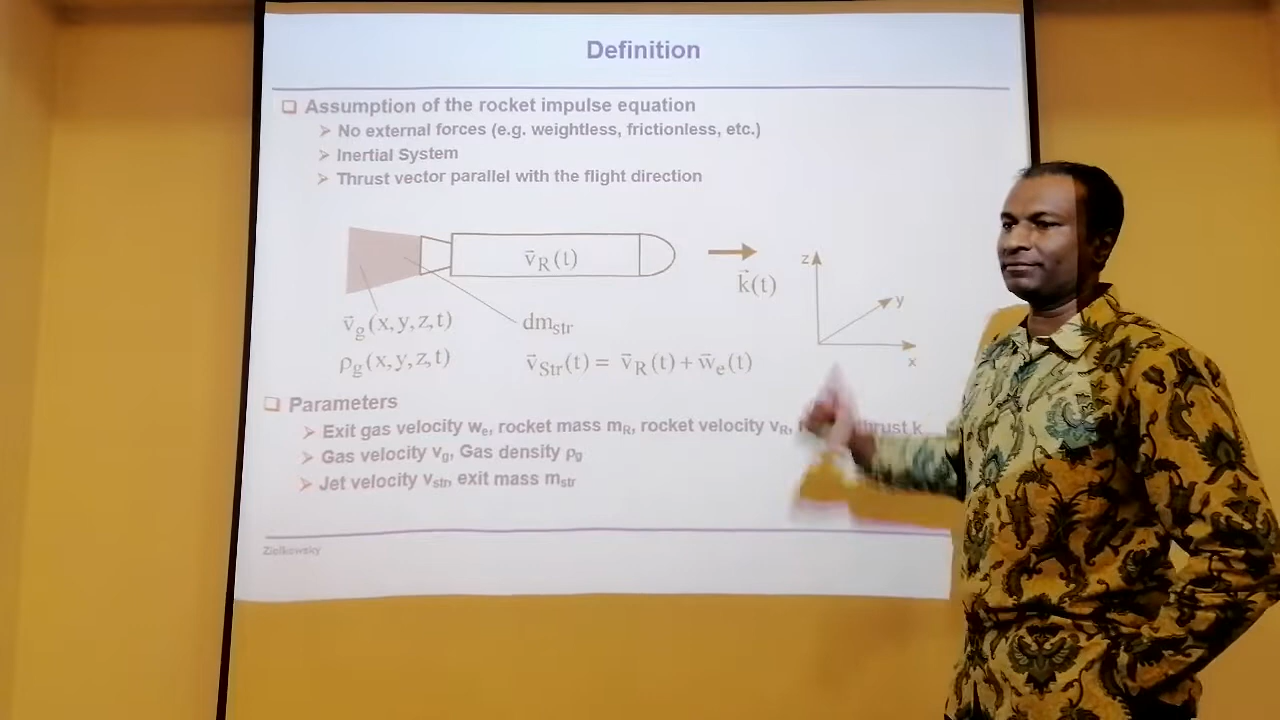 Definition
Assumption of the rocket impulse equation
No external forces (e.g. weightless, frictionless, etc.)
Inertial System
Thrust vector parallel with the flight direction
v⃗R(t)
k⃗(t)
z
y
x
v⃗g(x,y,z,t)
dmstr
ρg(x,y,z,t)
v⃗Str(t) = v⃗R(t) + w⃗e(t)
Parameters
Exit gas velocity we, rocket mass mR, rocket velocity vR, thrust k
Gas velocity vg, Gas density ρg
Jet velocity vstr, exit mass mstr
Ziolkowsky